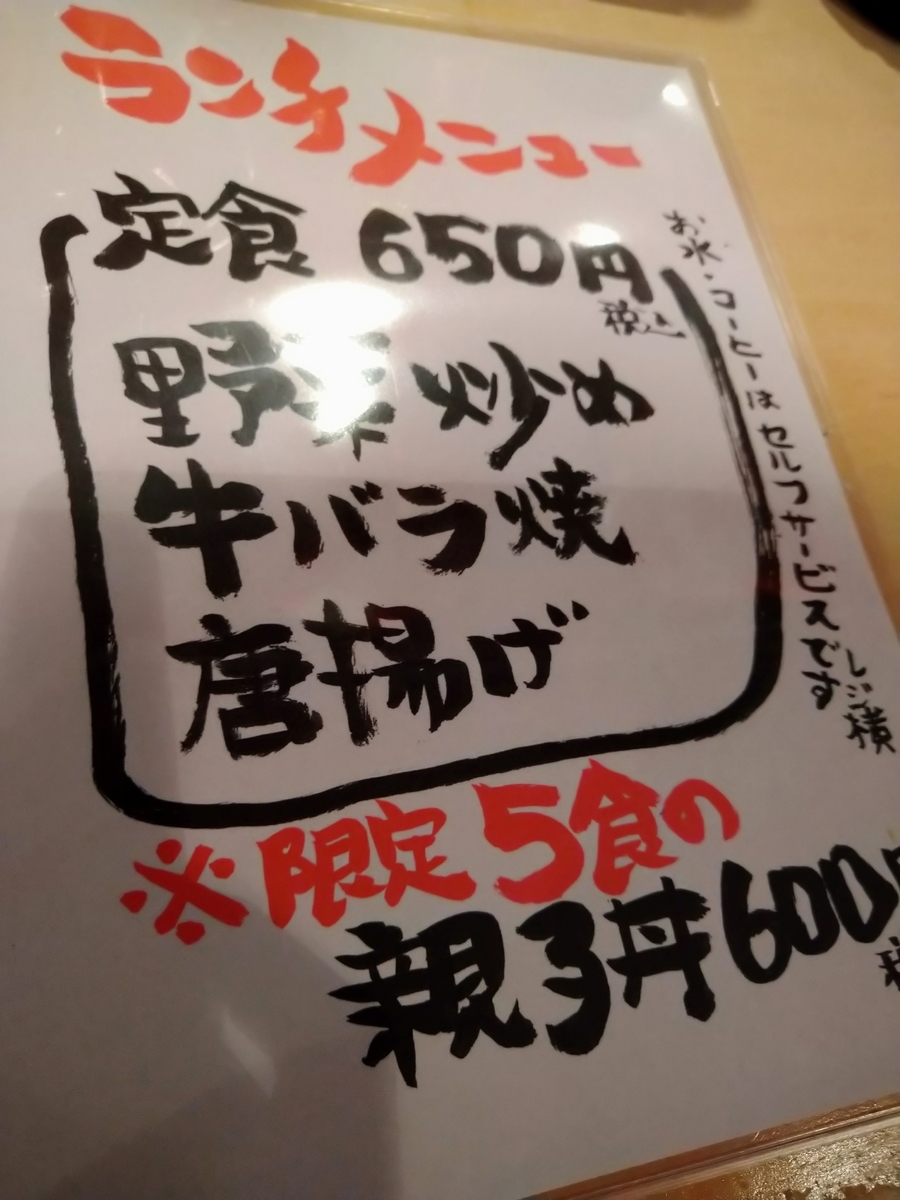 ランチメニュー
定食 650円
税込
野菜炒め
牛バラ焼
唐揚げ
※限定5食の
親子丼600円
お水・コーヒーはセルフサービスです
レジ横